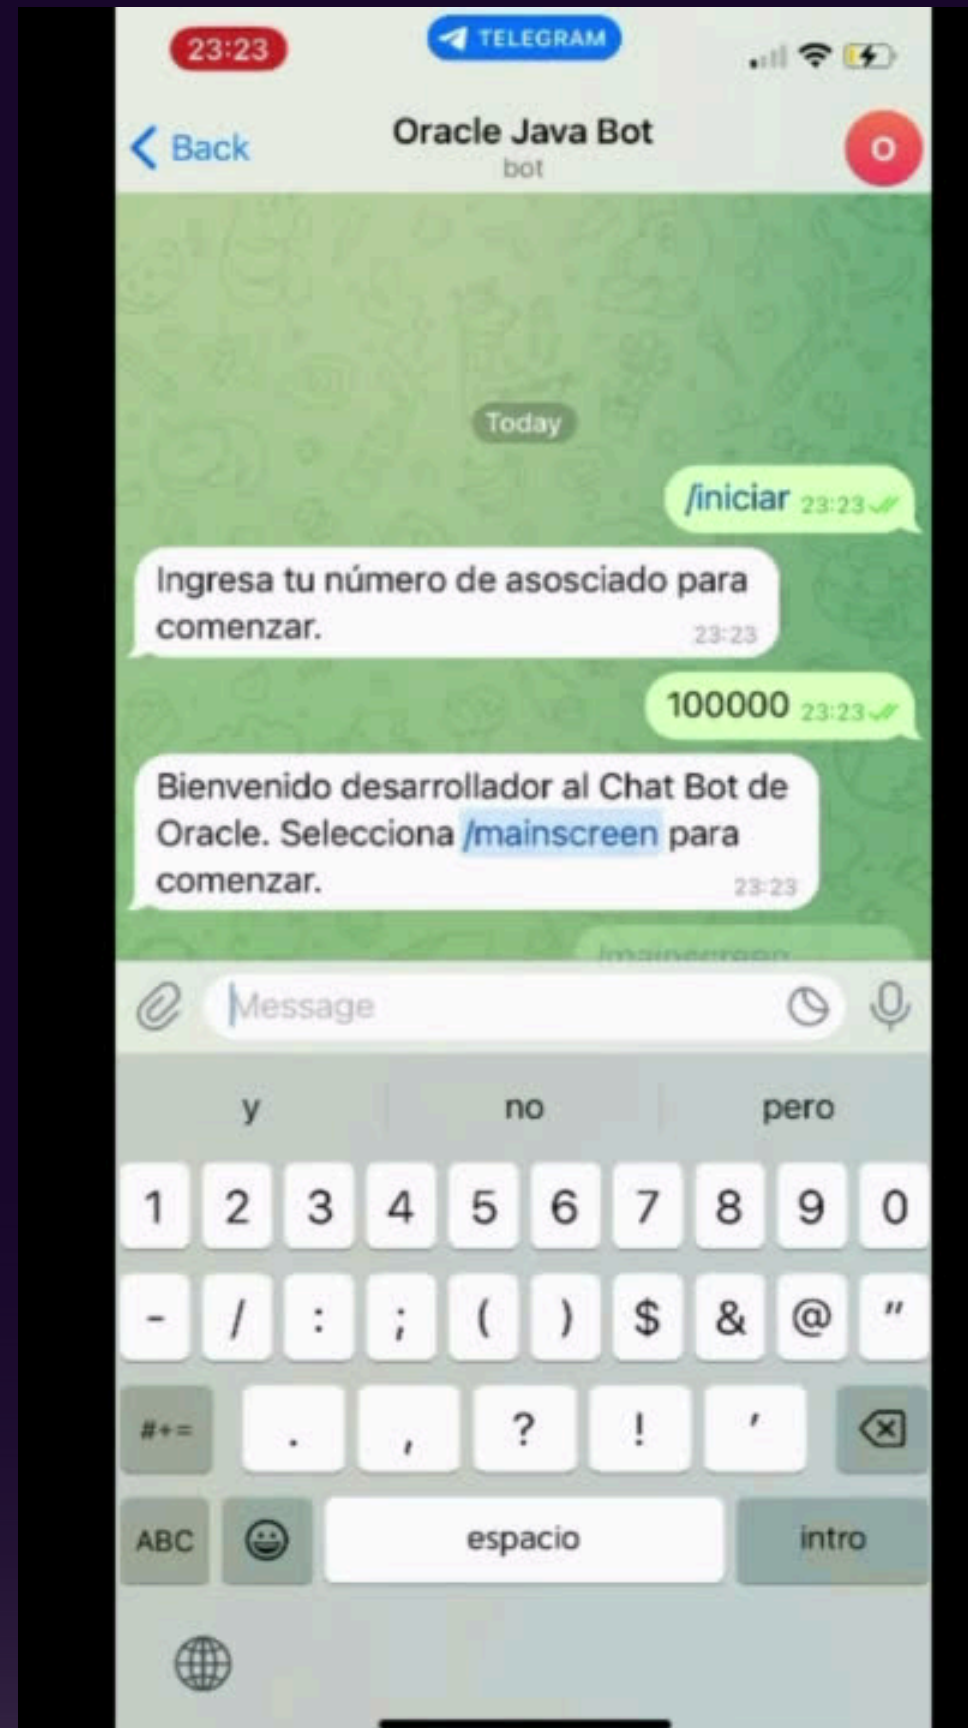 23:23
TELEGRAM
Back
Oracle Java Bot
bot
O
Today
/iniciar 23:23
Ingresa tu número de asosciado para
comenzar.
23:23
100000 23:23
Bienvenido desarrollador al Chat Bot de
Oracle. Selecciona /mainscreen para
comenzar.
23:23
/mainscreen
Message
y no pero
1 2 3 4 5 6 7 8 9 0
- / : ; ( ) $ & @ "
#+= . , ? ! '
ABC espacio intro